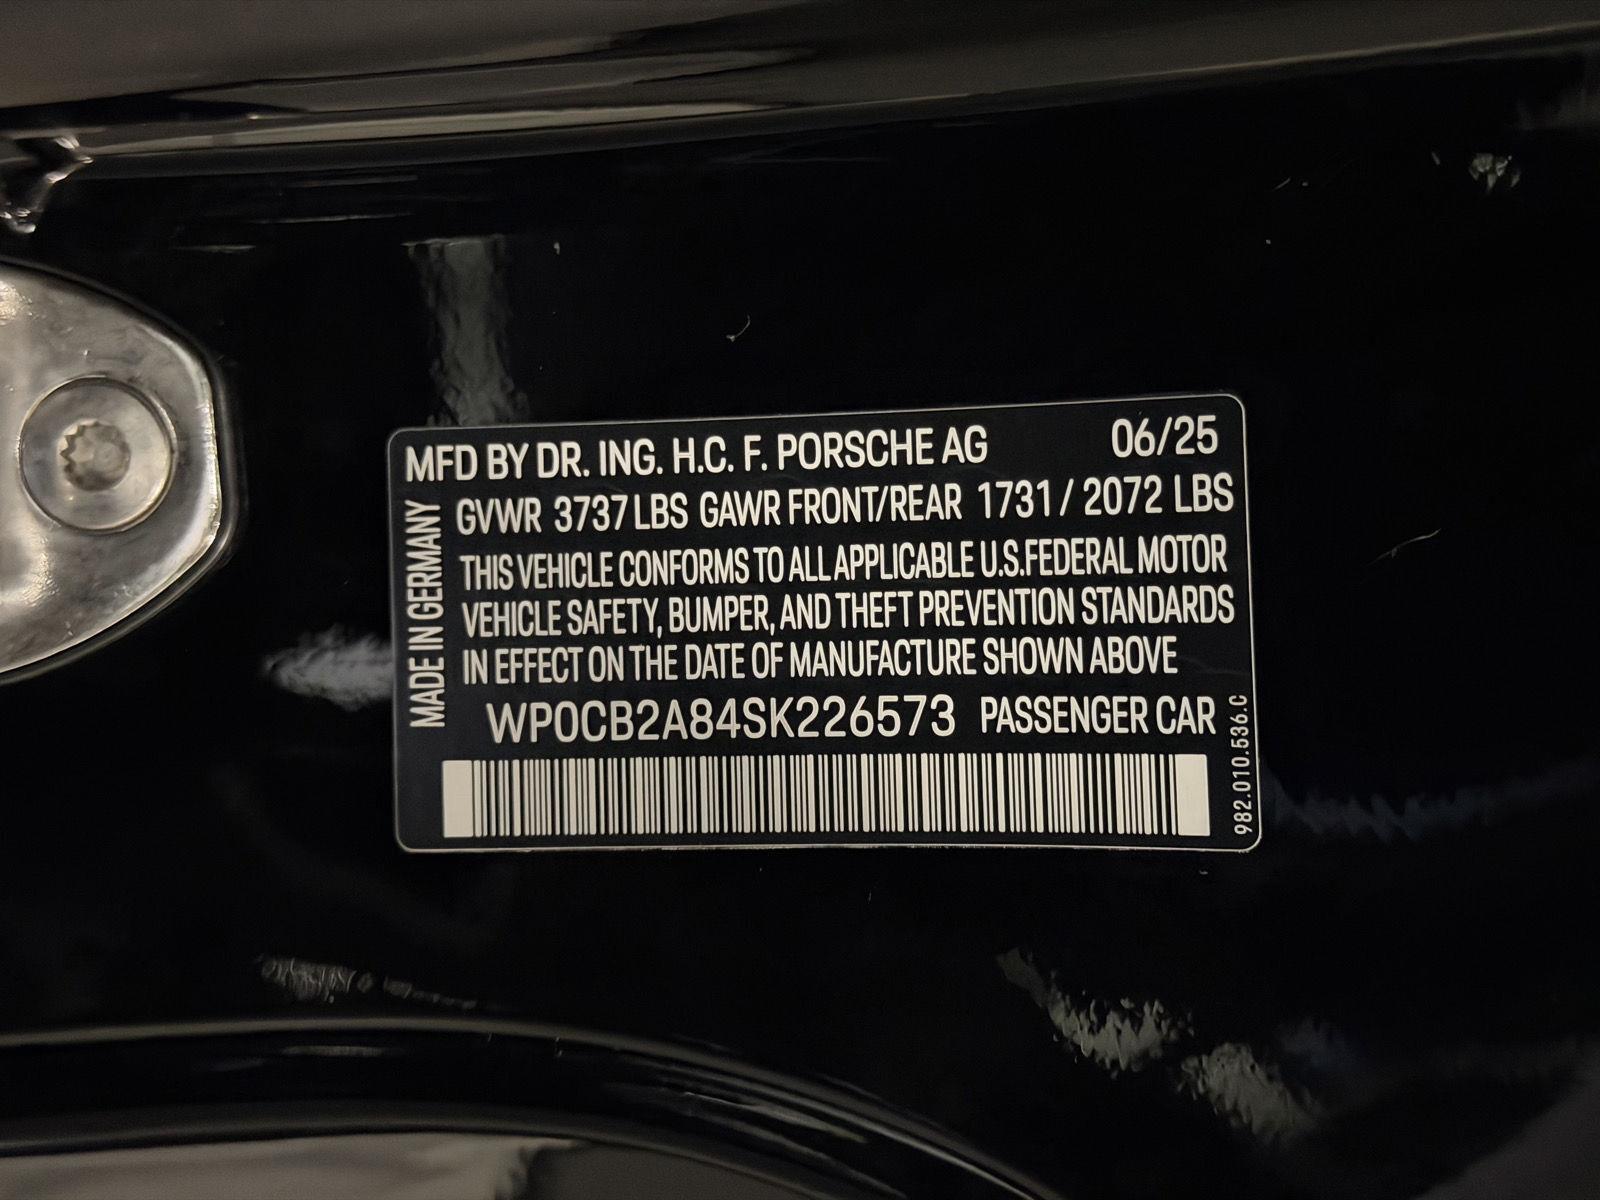 MFD BY DR. ING. H.C. F. PORSCHE AG 06/25
GVWR 3737 LBS GAWR FRONT/REAR 1731 / 2072 LBS
THIS VEHICLE CONFORMS TO ALL APPLICABLE U.S.FEDERAL MOTOR
VEHICLE SAFETY, BUMPER, AND THEFT PREVENTION STANDARDS
IN EFFECT ON THE DATE OF MANUFACTURE SHOWN ABOVE
WP0CB2A84SK226573 PASSENGER CAR
MADE IN GERMANY
982.010.536.C